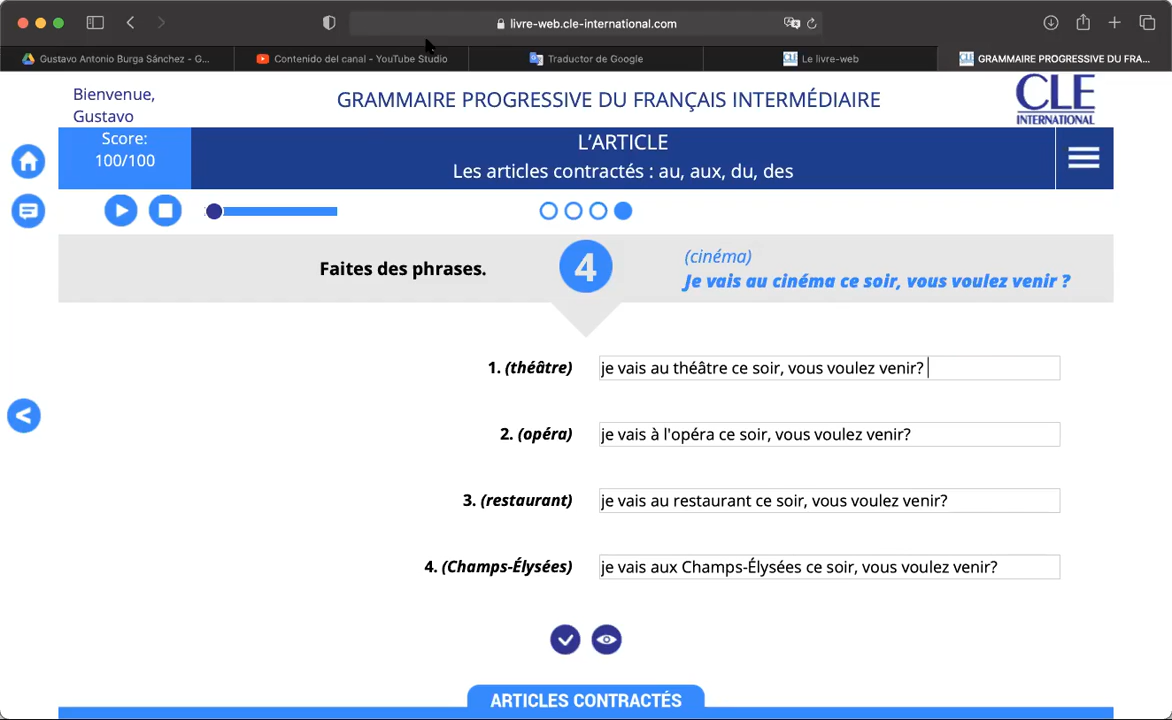 livre-web.cle-international.com
Gustavo Antonio Burga Sánchez - G...
Contenido del canal - YouTube Studio
Traductor de Google
Le livre-web
GRAMMAIRE PROGRESSIVE DU FRA...
Bienvenue,
Gustavo
GRAMMAIRE PROGRESSIVE DU FRANÇAIS INTERMÉDIAIRE
CLE
INTERNATIONAL
Score:
100/100
L’ARTICLE
Les articles contractés : au, aux, du, des
Faites des phrases.
4
(cinéma)
Je vais au cinéma ce soir, vous voulez venir ?
1. (théâtre) je vais au théâtre ce soir, vous voulez venir?
2. (opéra) je vais à l'opéra ce soir, vous voulez venir?
3. (restaurant) je vais au restaurant ce soir, vous voulez venir?
4. (Champs-Élysées) je vais aux Champs-Élysées ce soir, vous voulez venir?
ARTICLES CONTRACTÉS